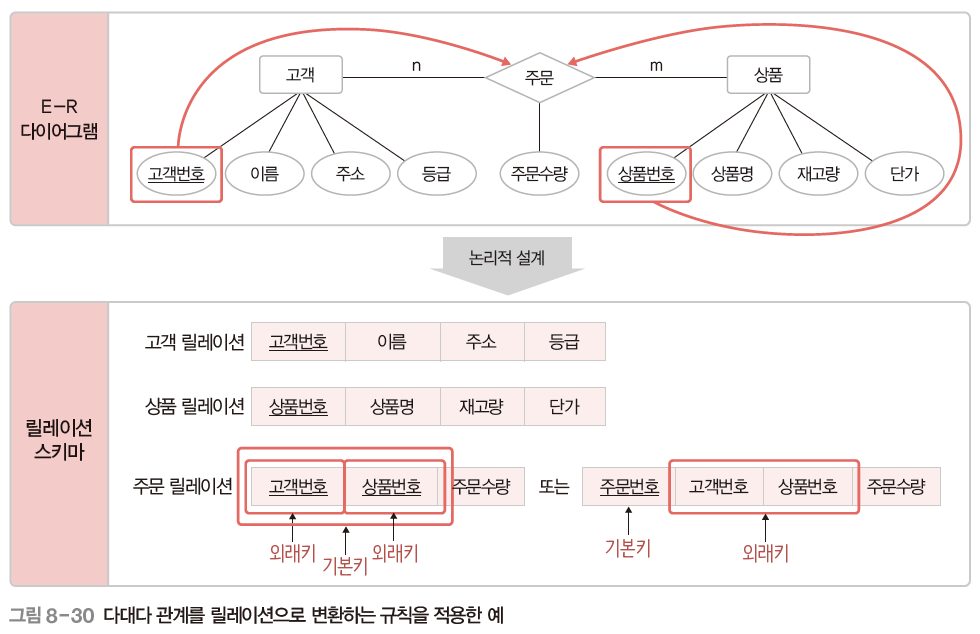 E-R
다이어그램
고객
n
주문
m
상품
고객번호
이름
주소
등급
주문수량
상품번호
상품명
재고량
단가
논리적 설계
릴레이션
스키마
고객 릴레이션 고객번호 이름 주소 등급
상품 릴레이션 상품번호 상품명 재고량 단가
주문 릴레이션 고객번호 상품번호 주문수량 또는 주문번호 고객번호 상품번호 주문수량
외래키 기본키 외래키 기본키 외래키
그림 8-30 다대다 관계를 릴레이션으로 변환하는 규칙을 적용한 예